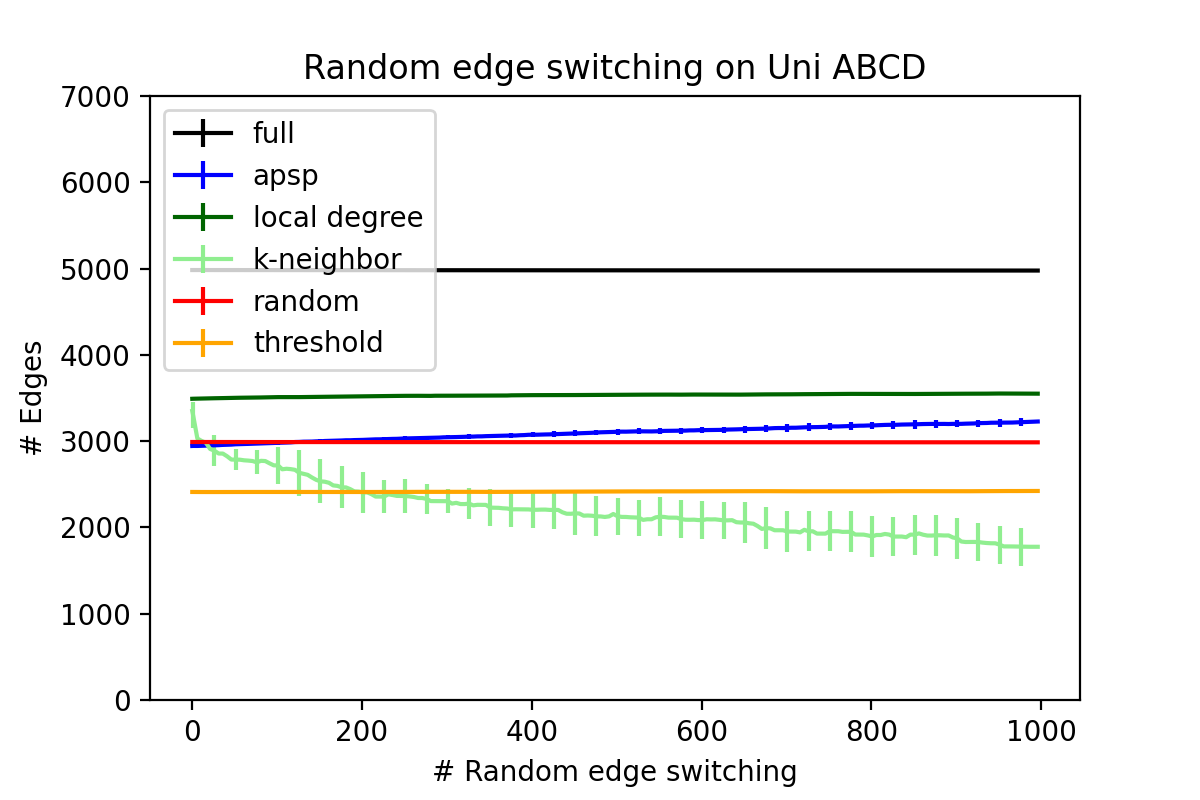 Random edge switching on Uni ABCD
7000
6000
5000
4000
3000
2000
1000
0
# Edges
full
apsp
local degree
k-neighbor
random
threshold
0
200
400
600
800
1000
# Random edge switching